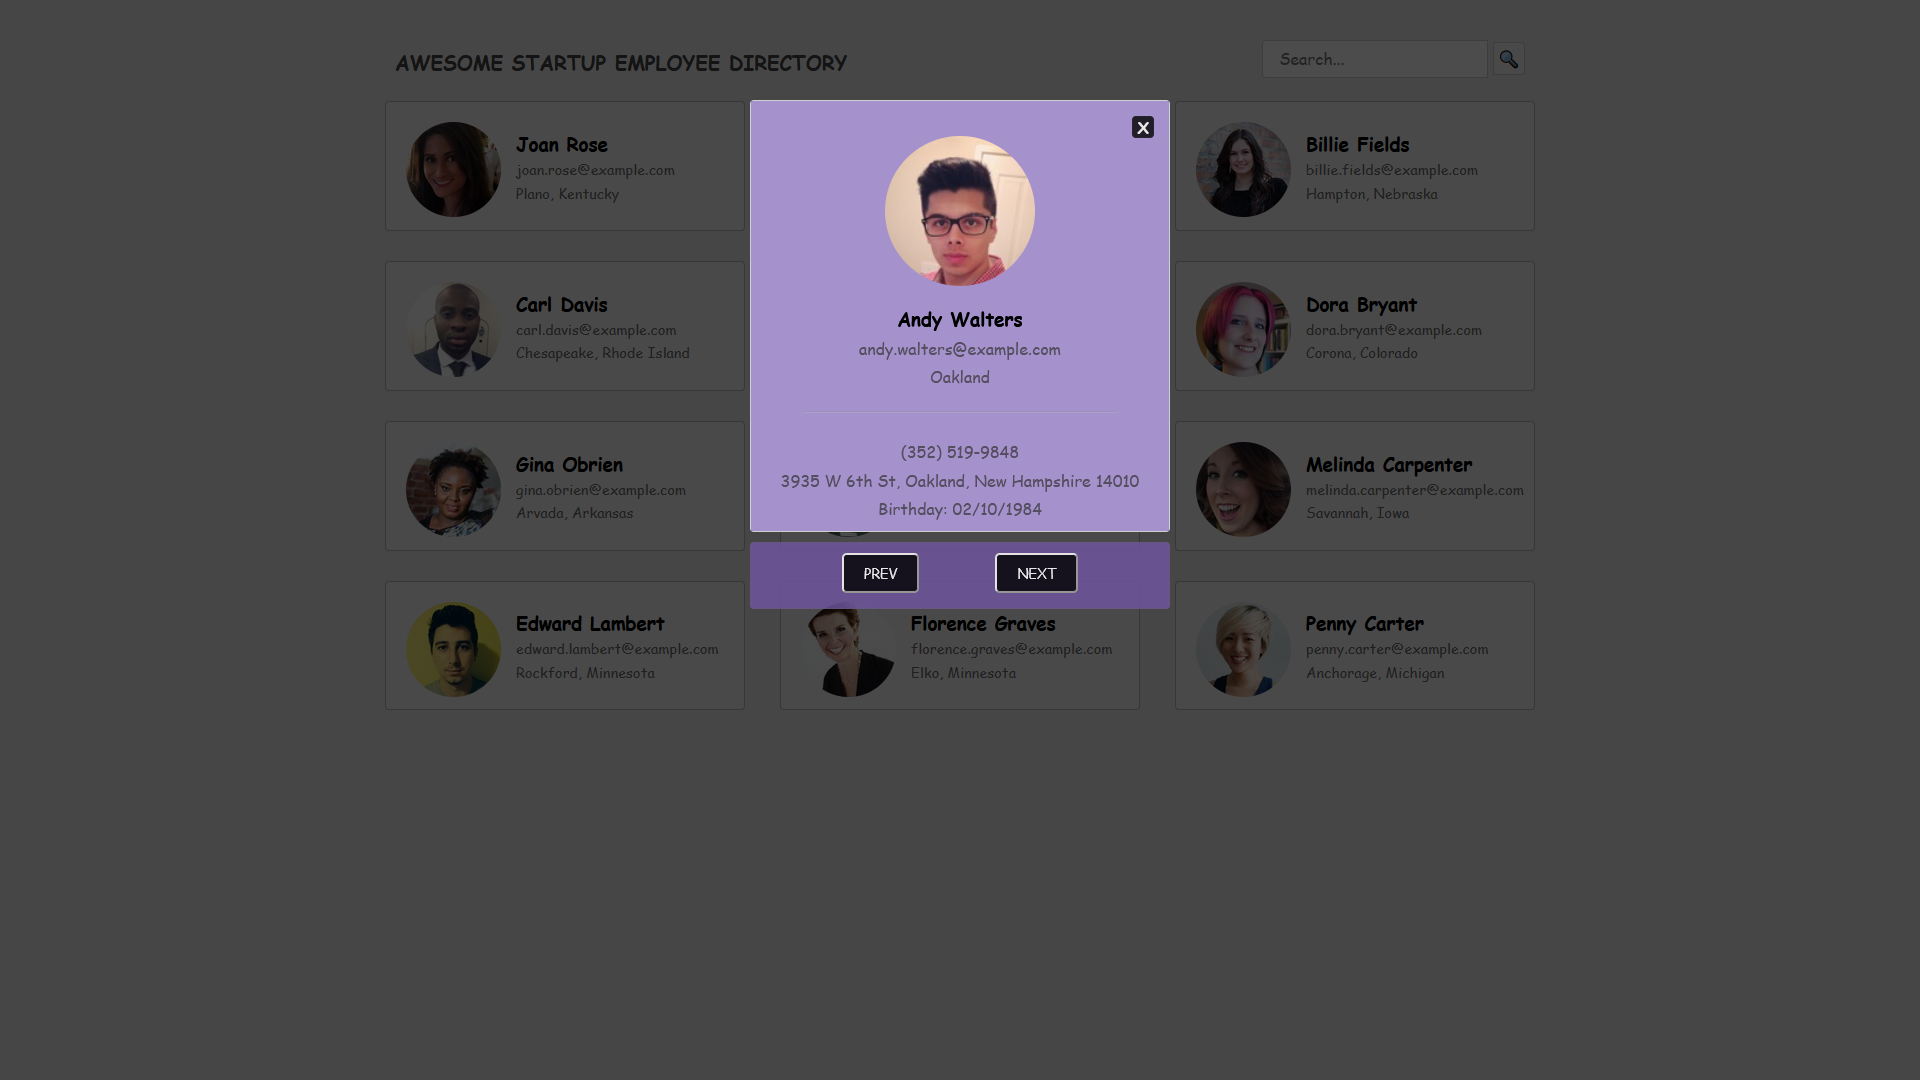 AWESOME STARTUP EMPLOYEE DIRECTORY
Search...
Joan Rose
joan.rose@example.com
Plano, Kentucky
Billie Fields
billie.fields@example.com
Hampton, Nebraska
Carl Davis
carl.davis@example.com
Chesapeake, Rhode Island
Dora Bryant
dora.bryant@example.com
Corona, Colorado
Gina Obrien
gina.obrien@example.com
Arvada, Arkansas
Melinda Carpenter
melinda.carpenter@example.com
Savannah, Iowa
Edward Lambert
edward.lambert@example.com
Rockford, Minnesota
Florence Graves
florence.graves@example.com
Elko, Minnesota
Penny Carter
penny.carter@example.com
Anchorage, Michigan
X
Andy Walters
andy.walters@example.com
Oakland
(352) 519-9848
3935 W 6th St, Oakland, New Hampshire 14010
Birthday: 02/10/1984
PREV
NEXT